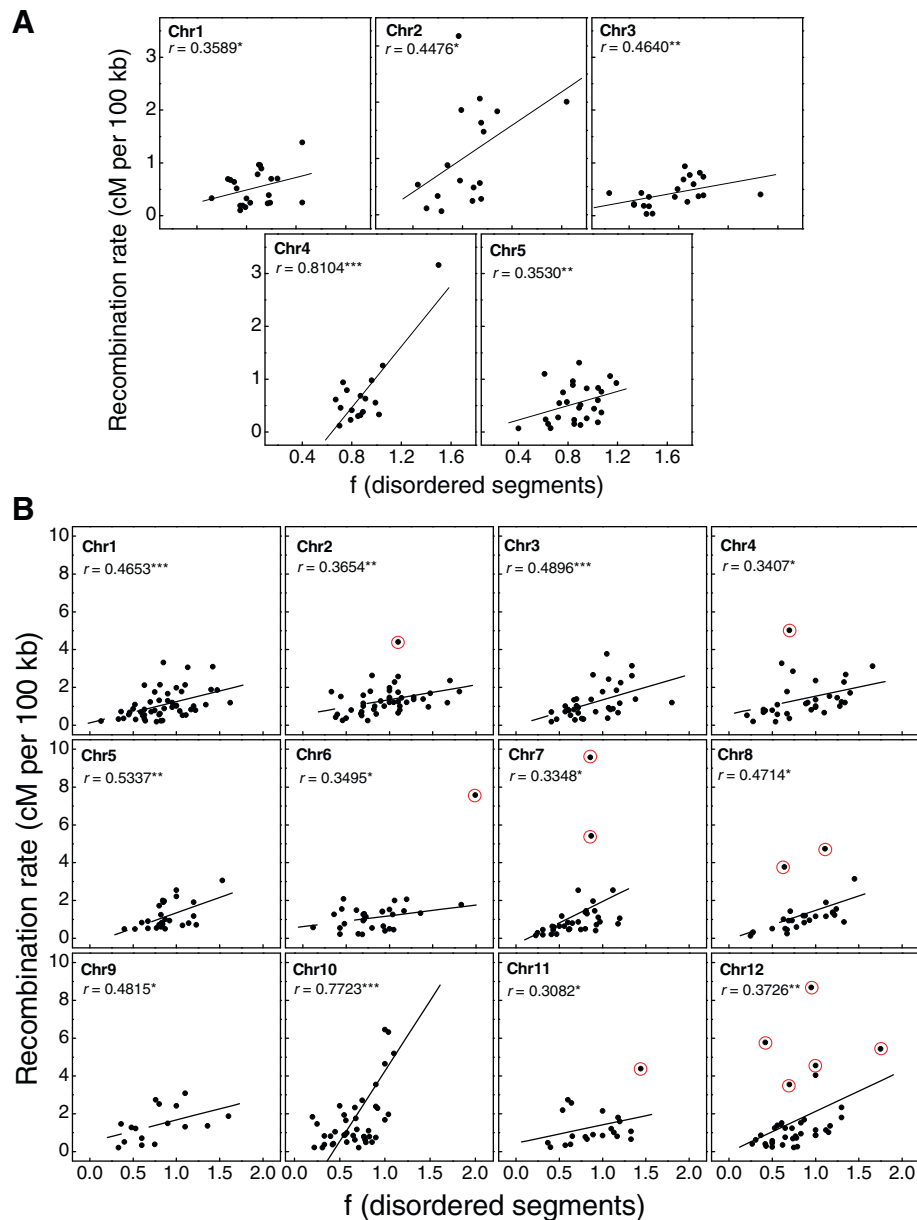 A
Recombination rate (cM per 100 kb)
Chr1
r = 0.3589*
Chr2
r = 0.4476*
Chr3
r = 0.4640**
3
2
1
0
Chr4
r = 0.8104***
Chr5
r = 0.3530**
3
2
1
0
0.4 0.8 1.2 1.6 0.4 0.8 1.2 1.6
f (disordered segments)
B
Recombination rate (cM per 100 kb)
Chr1
r = 0.4653***
Chr2
r = 0.3654**
Chr3
r = 0.4896***
Chr4
r = 0.3407*
10
8
6
4
2
0
Chr5
r = 0.5337**
Chr6
r = 0.3495*
Chr7
r = 0.3348*
Chr8
r = 0.4714*
10
8
6
4
2
0
Chr9
r = 0.4815*
Chr10
r = 0.7723***
Chr11
r = 0.3082*
Chr12
r = 0.3726**
10
8
6
4
2
0
0.0 0.5 1.0 1.5 2.0 0.0 0.5 1.0 1.5 2.0 0.0 0.5 1.0 1.5 2.0 0.0 0.5 1.0 1.5 2.0
f (disordered segments)